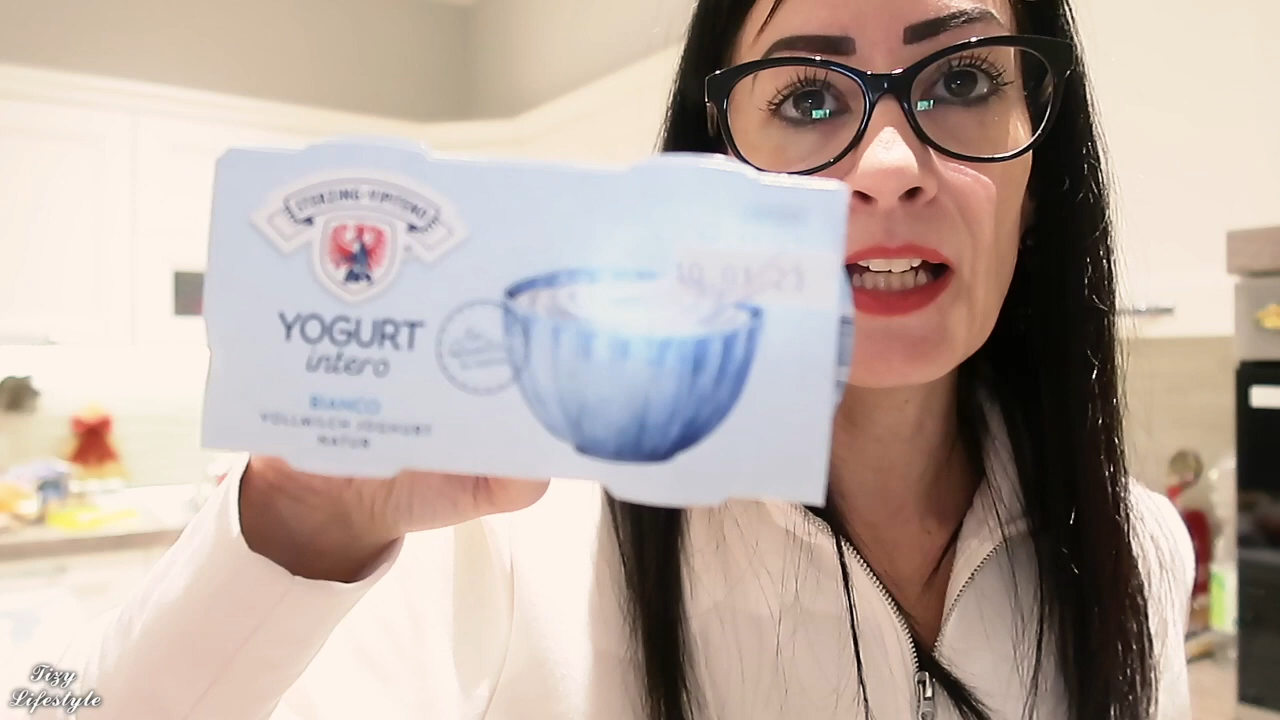 STERZING-VIPITENO
YOGURT
intero
BIANCO
VOLLMILCH JOGHURT
NATUR
Tizy
Lifestyle